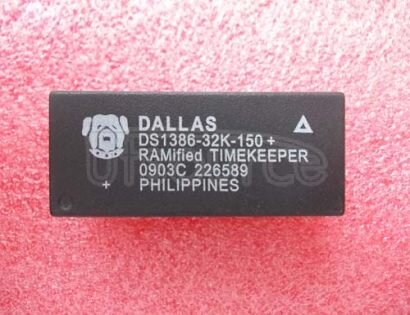 DALLAS
DS1386-32K-150+
RAMified TIMEKEEPER
0903C 226589
PHILIPPINES
+